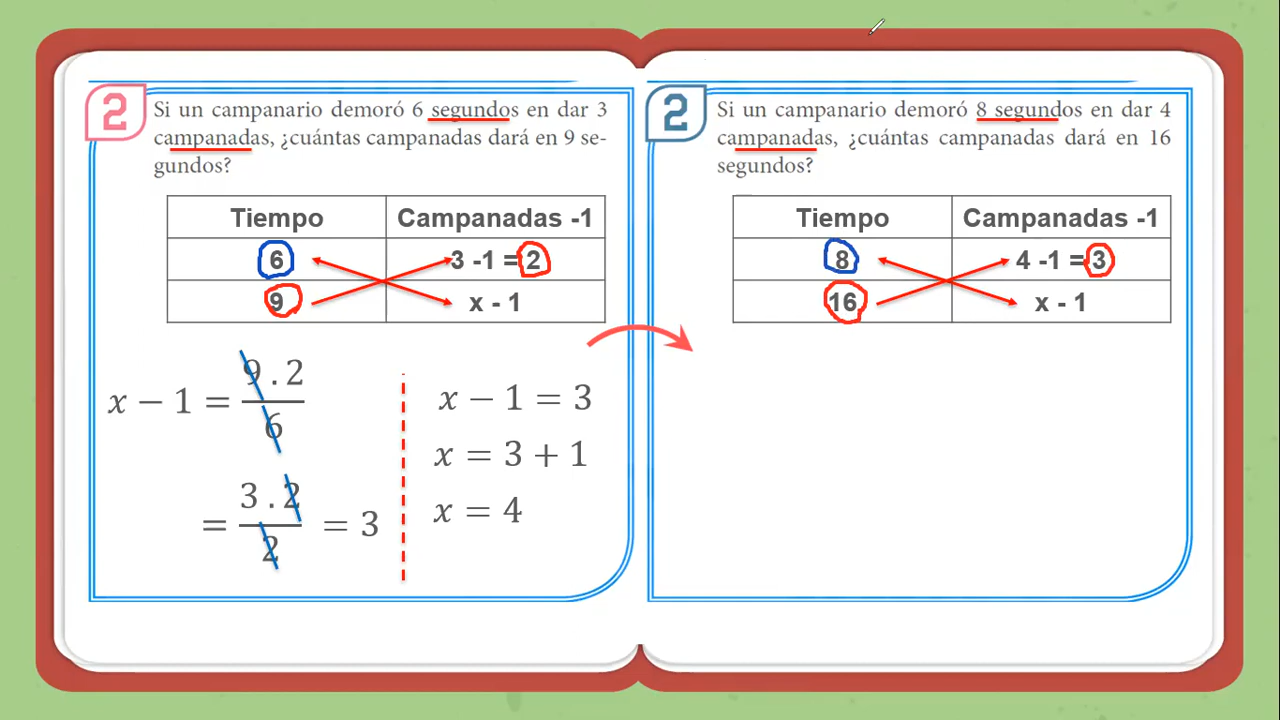 2
Si un campanario demoró 6 segundos en dar 3
campanadas, ¿cuántas campanadas dará en 9 se-
gundos?
Tiempo Campanadas -1
6 3 -1 = 2
9 x - 1
x − 1 = 9 . 2 / 6
= 3 . 2 / 2 = 3
x − 1 = 3
x = 3 + 1
x = 4
2
Si un campanario demoró 8 segundos en dar 4
campanadas, ¿cuántas campanadas dará en 16
segundos?
Tiempo Campanadas -1
8 4 -1 = 3
16 x - 1